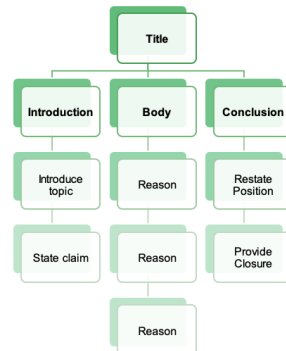 Title
Introduction
Body
Conclusion
Introduce
topic
Reason
Restate
Position
State claim
Reason
Provide
Closure
Reason